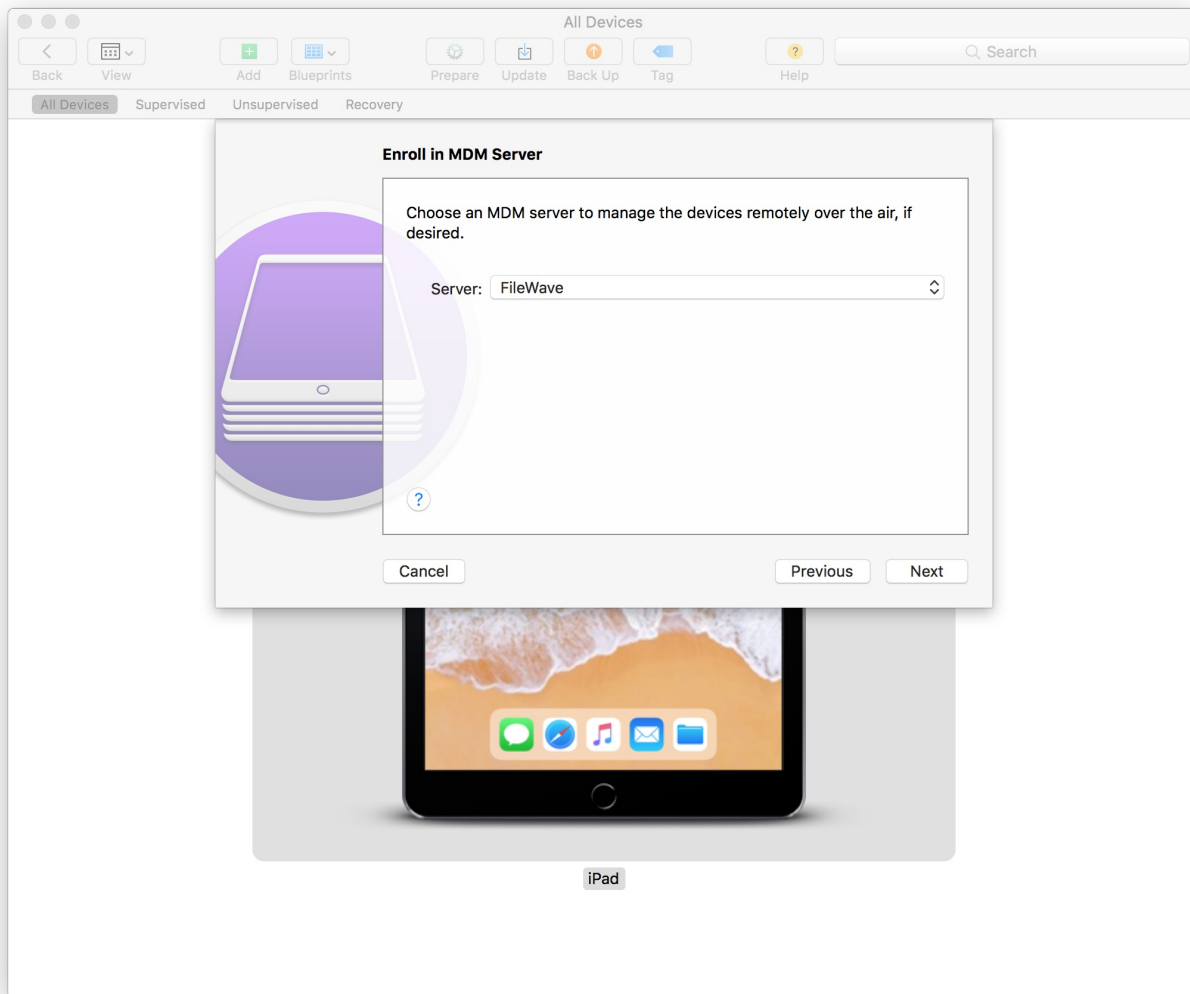 All Devices
Back View Add Blueprints Prepare Update Back Up Tag ? Help Search
All Devices Supervised Unsupervised Recovery
Enroll in MDM Server
Choose an MDM server to manage the devices remotely over the air, if
desired.
Server: FileWave
?
Cancel Previous Next
iPad